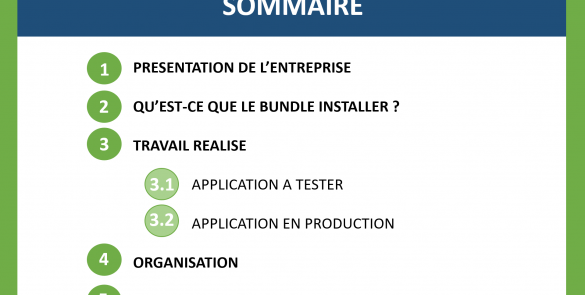 SOMMAIRE
1 PRESENTATION DE L’ENTREPRISE
2 QU’EST-CE QUE LE BUNDLE INSTALLER ?
3 TRAVAIL REALISE
3.1 APPLICATION A TESTER
3.2 APPLICATION EN PRODUCTION
4 ORGANISATION